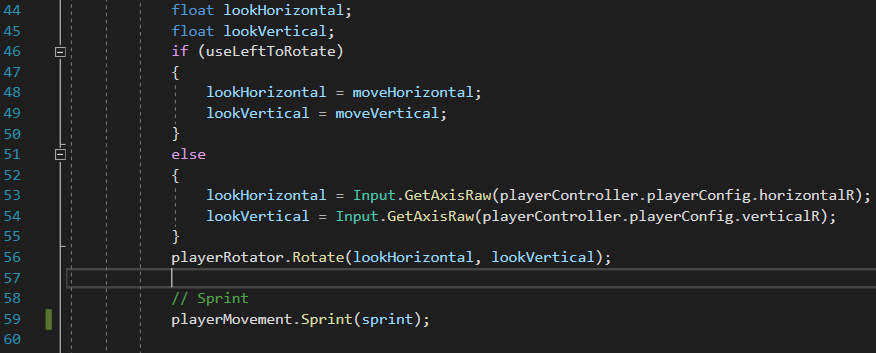 44 float lookHorizontal;
45 float lookVertical;
46 if (useLeftToRotate)
47 {
48 lookHorizontal = moveHorizontal;
49 lookVertical = moveVertical;
50 }
51 else
52 {
53 lookHorizontal = Input.GetAxisRaw(playerController.playerConfig.horizontalR);
54 lookVertical = Input.GetAxisRaw(playerController.playerConfig.verticalR);
55 }
56 playerRotator.Rotate(lookHorizontal, lookVertical);
57
58 // Sprint
59 playerMovement.Sprint(sprint);
60